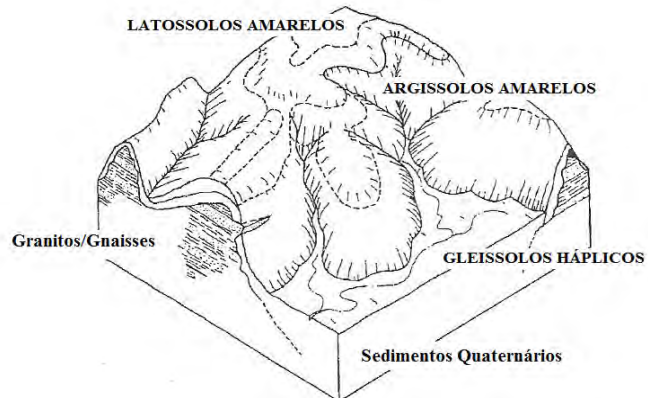 LATOSSOLOS AMARELOS
ARGISSOLOS AMARELOS
Granitos/Gnaisses
GLEISSOLOS HÁPLICOS
Sedimentos Quaternários